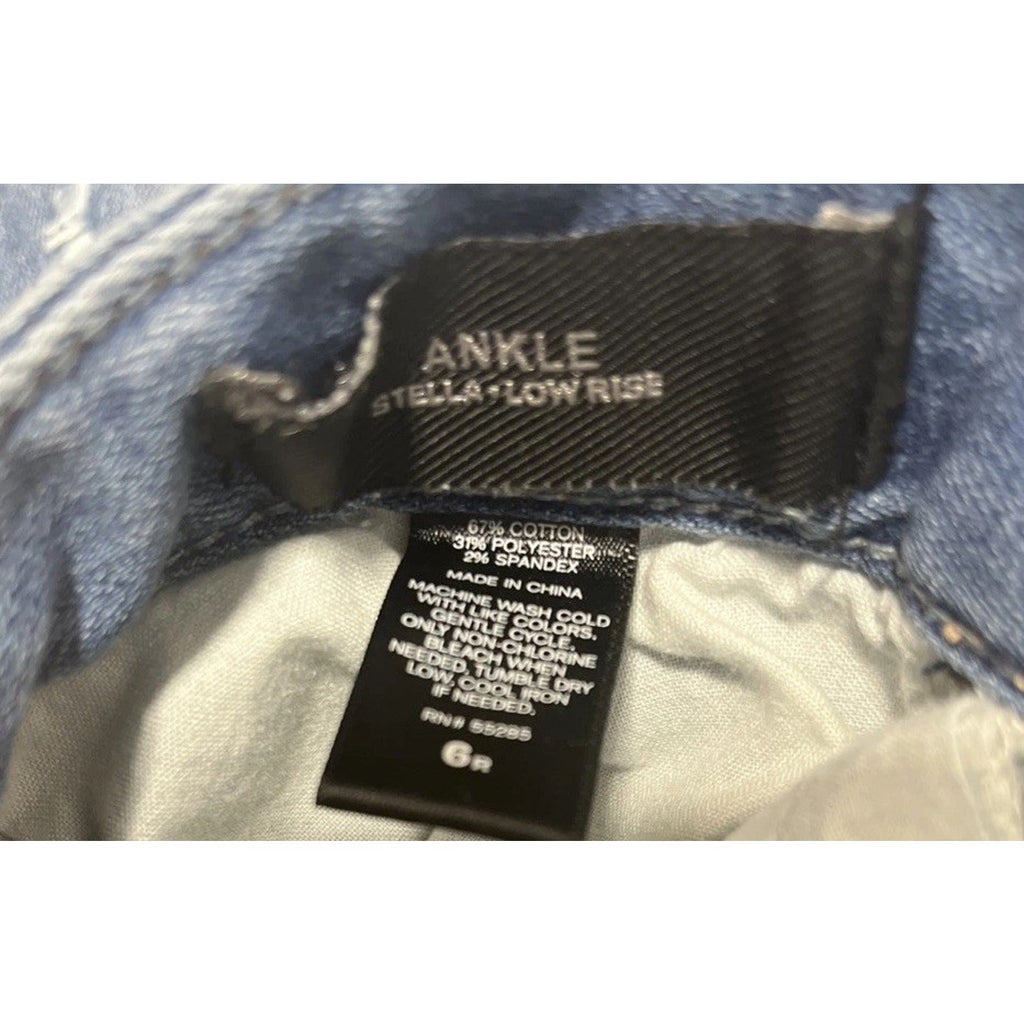 ANKLE
STELLA • LOW RISE
67% COTTON
31% POLYESTER
2% SPANDEX
MADE IN CHINA
MACHINE WASH COLD
WITH LIKE COLORS.
GENTLE CYCLE.
ONLY NON-CHLORINE
BLEACH WHEN
NEEDED. TUMBLE DRY
LOW. COOL IRON
IF NEEDED.
RN# 55285
6R